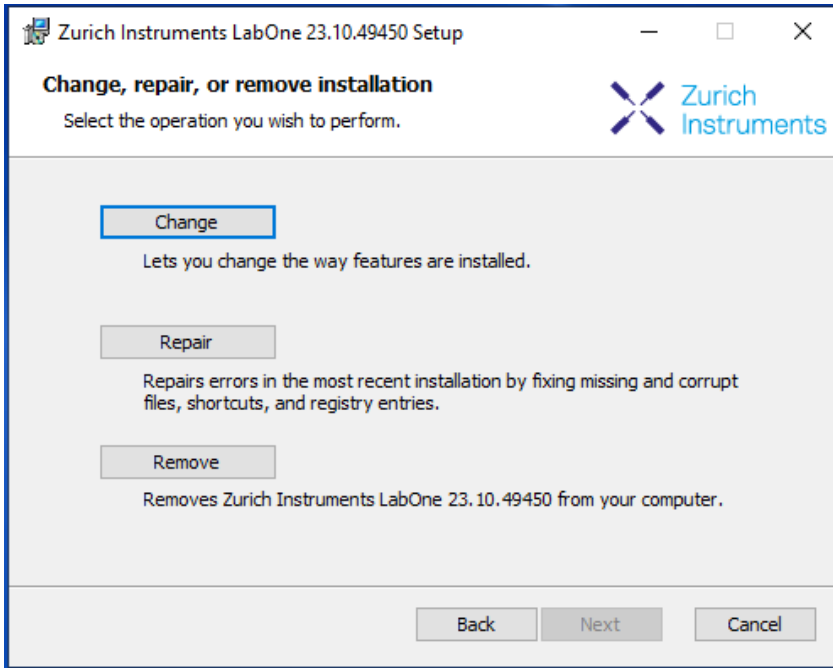 Zurich Instruments LabOne 23.10.49450 Setup
Change, repair, or remove installation
Select the operation you wish to perform.
Zurich
Instruments
Change
Lets you change the way features are installed.
Repair
Repairs errors in the most recent installation by fixing missing and corrupt
files, shortcuts, and registry entries.
Remove
Removes Zurich Instruments LabOne 23.10.49450 from your computer.
Back Next Cancel